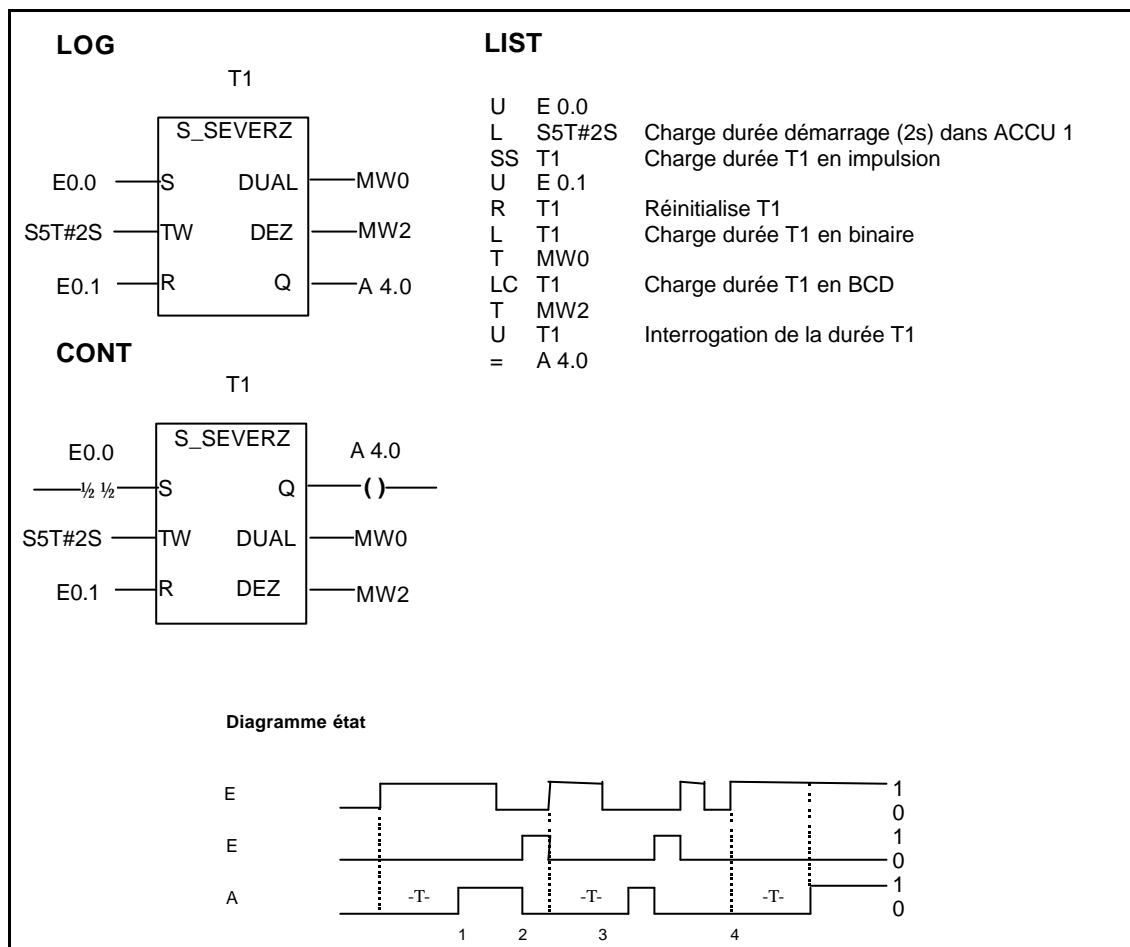 LOG
T1
S_SEVERZ
E0.0 S DUAL MW0
S5T#2S TW DEZ MW2
E0.1 R Q A 4.0
LIST
U E 0.0
L S5T#2S Charge durée démarrage (2s) dans ACCU 1
SS T1 Charge durée T1 en impulsion
U E 0.1
R T1 Réinitialise T1
L T1 Charge durée T1 en binaire
T MW0
LC T1 Charge durée T1 en BCD
T MW2
U T1 Interrogation de la durée T1
= A 4.0
CONT
T1
S_SEVERZ
E0.0 A 4.0
½ ½ S Q ( )
S5T#2S TW DUAL MW0
E0.1 R DEZ MW2
Diagramme état
E 1
0
E 1
0
A -T- -T- -T- 1
0
1 2 3 4